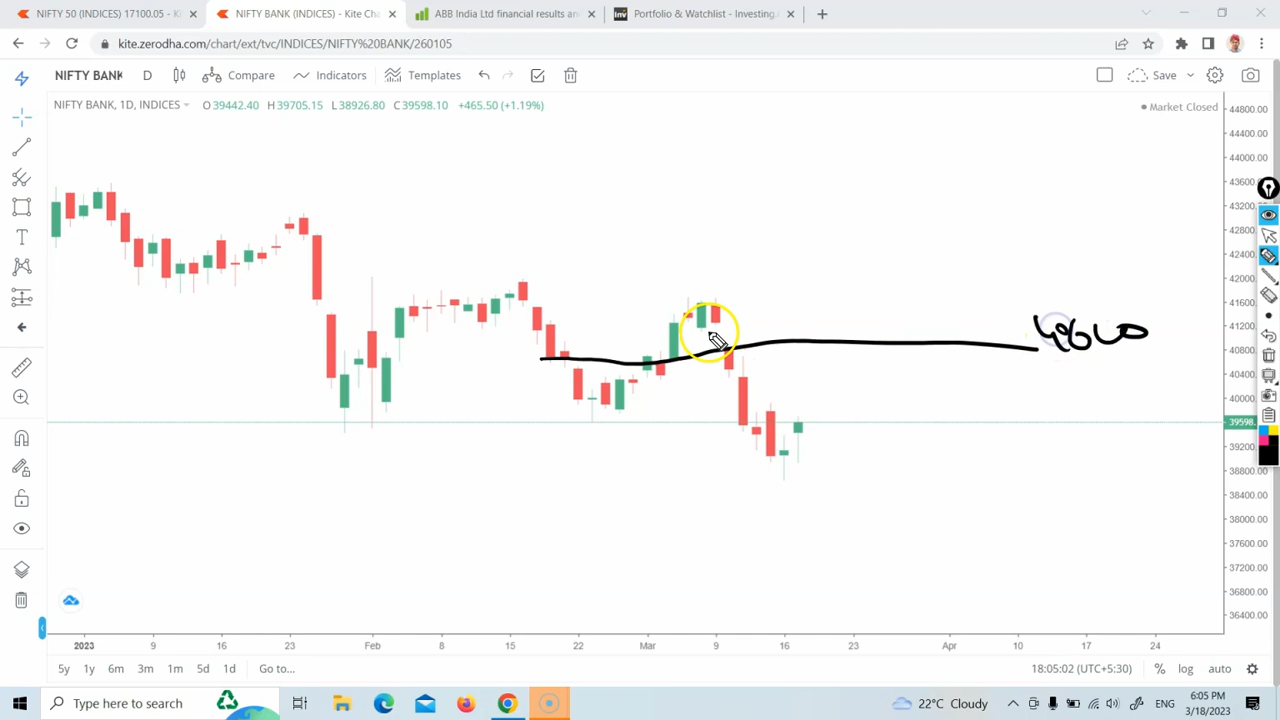 NIFTY 50 (INDICES) 17100.05 - Ki
NIFTY BANK (INDICES) - Kite Cha
ABB India Ltd financial results an
Inv
Portfolio & Watchlist - Investing.
kite.zerodha.com/chart/ext/tvc/INDICES/NIFTY%20BANK/260105
NIFTY BANK
D
Compare
Indicators
Templates
Save
NIFTY BANK, 1D, INDICES
O39442.40 H39705.15 L38926.80 C39598.10 +465.50 (+1.19%)
Market Closed
44800.00
44400.00
44000.00
43600.00
43200.00
42800.00
42400.00
42000.00
41600.00
41200.00
40800.00
40400.00
40000.00
39598.
39200.00
38800.00
38400.00
38000.00
37600.00
37200.00
36800.00
36400.00
2023 9 16 23 Feb 8 15 22 Mar 9 16 23 Apr 10 17 24
5y 1y 6m 3m 1m 5d 1d Go to...
18:05:02 (UTC+5:30) % log auto
Type here to search
22°C Cloudy
ENG
6:05 PM
3/18/2023